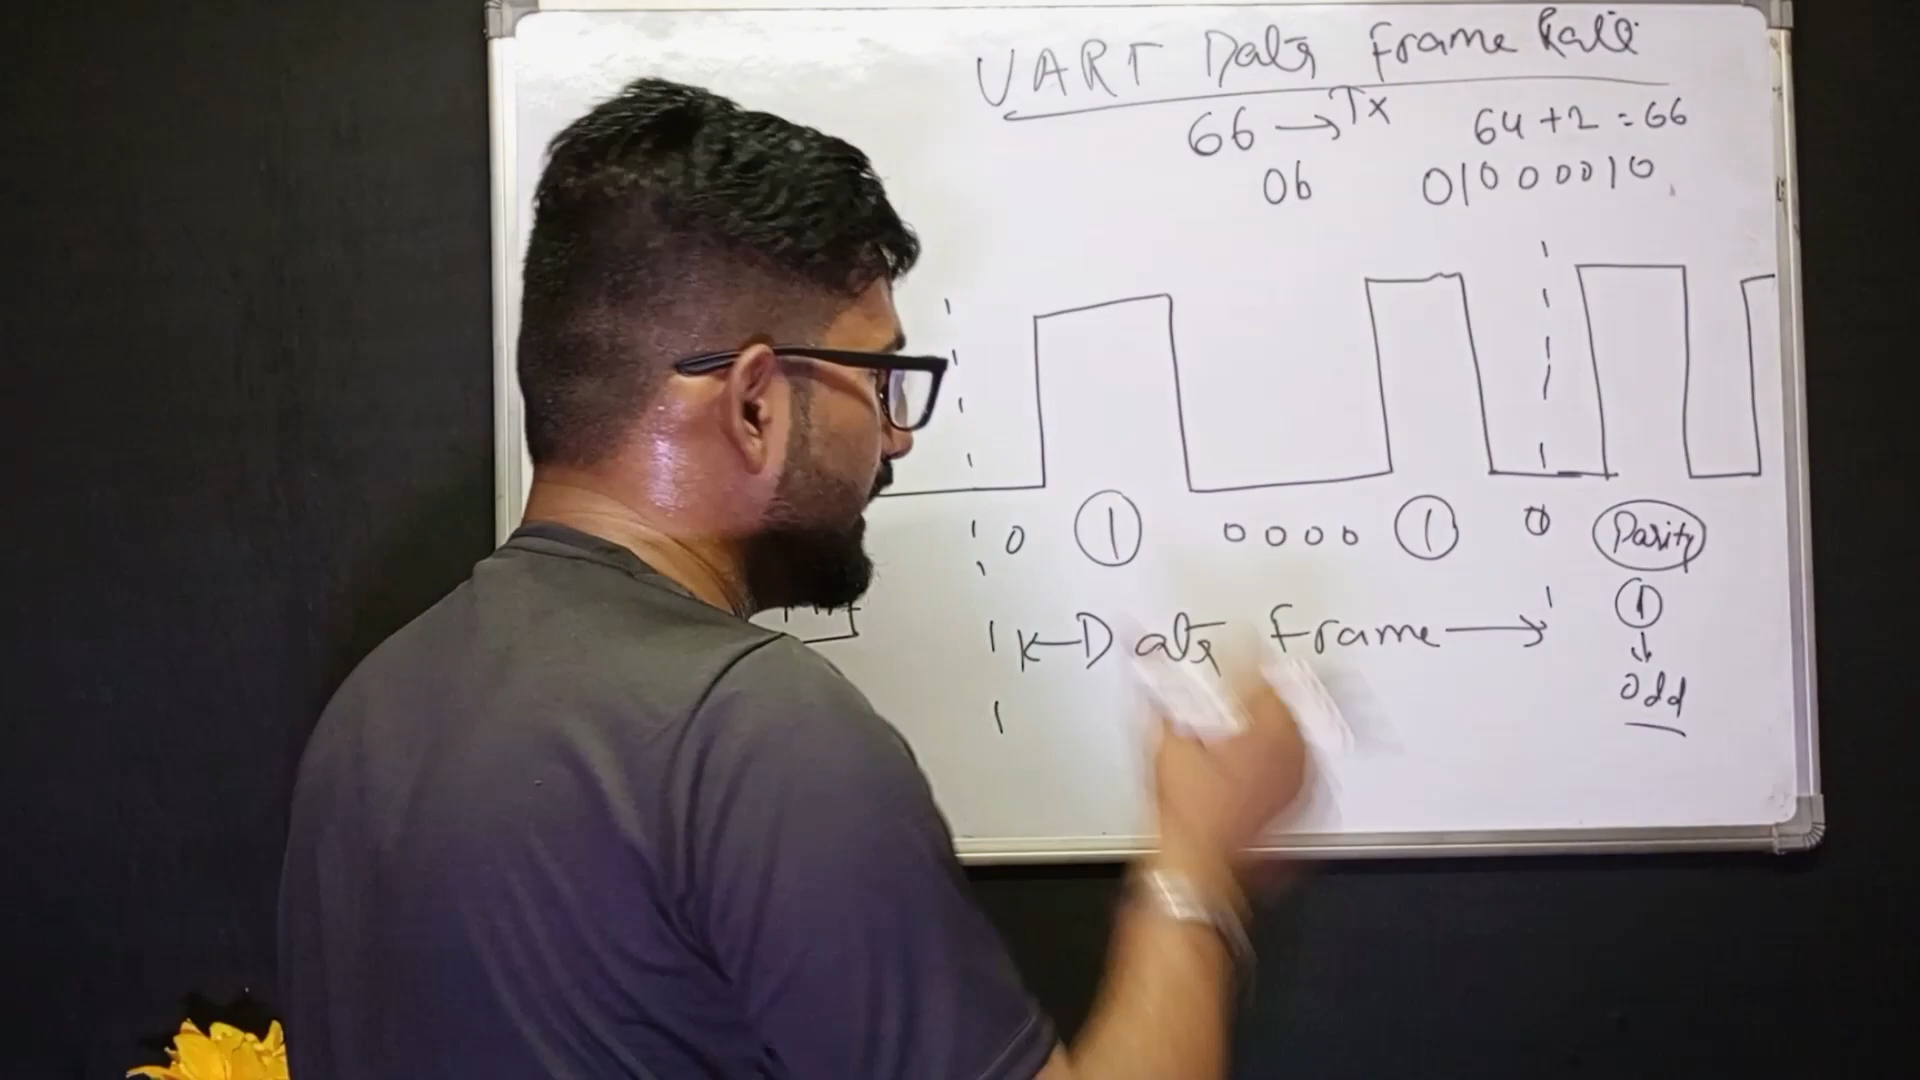 UART Data Frame Rate
66 → Tx 64 + 2 = 66
06 01000010
0 1 0000 1 0 Parity
1
← Data Frame →
↓
Odd